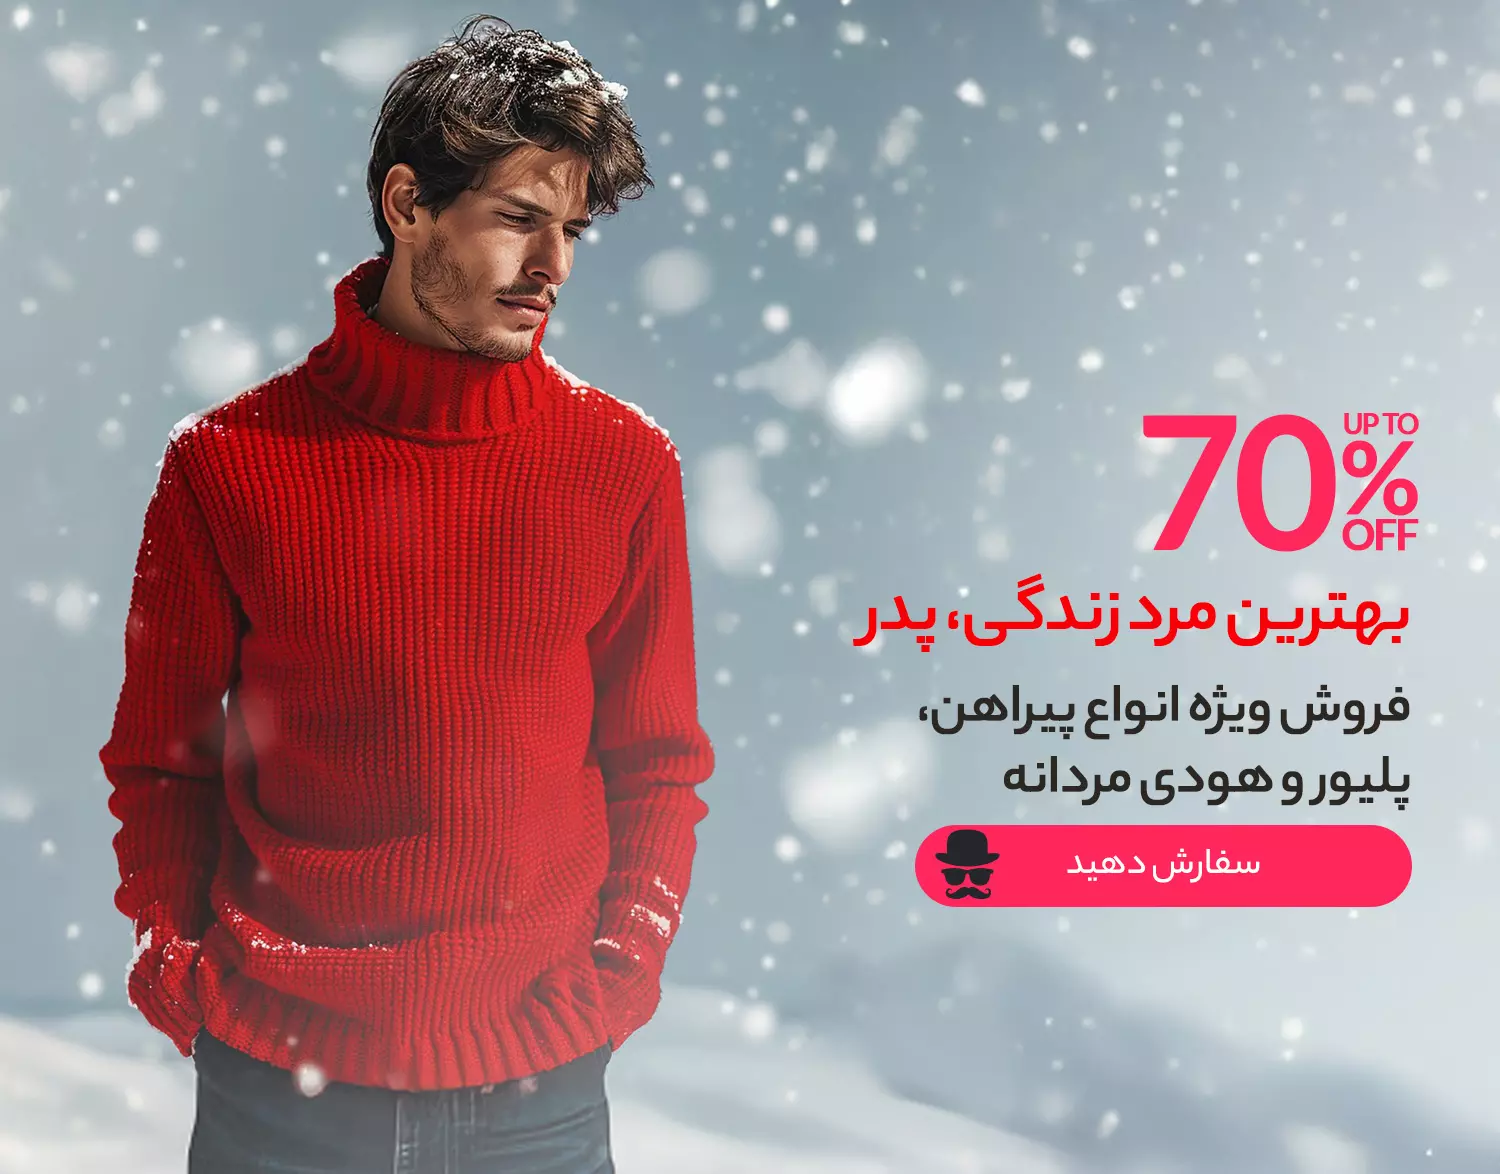 UP TO
70%
OFF
بهترین مرد زندگی، پدر
فروش ویژه انواع پیراهن،
پلیور و هودی مردانه
سفارش دهید